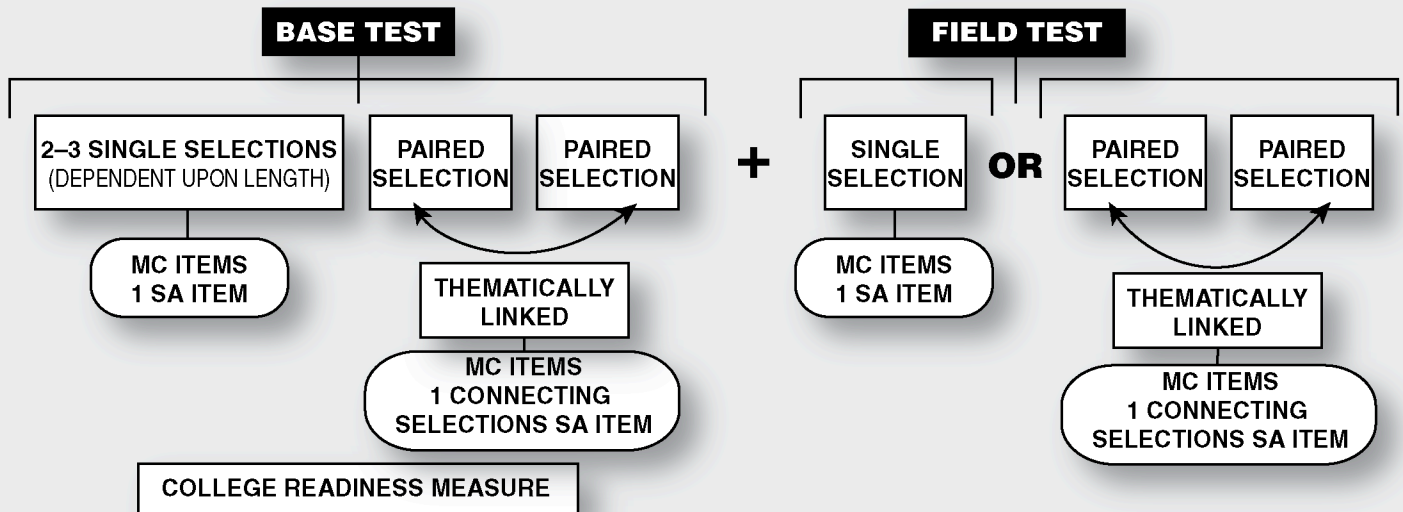 BASE TEST
2–3 SINGLE SELECTIONS
(DEPENDENT UPON LENGTH)
PAIRED
SELECTION
PAIRED
SELECTION
MC ITEMS
1 SA ITEM
THEMATICALLY
LINKED
MC ITEMS
1 CONNECTING
SELECTIONS SA ITEM
COLLEGE READINESS MEASURE
+
FIELD TEST
SINGLE
SELECTION
OR
PAIRED
SELECTION
PAIRED
SELECTION
MC ITEMS
1 SA ITEM
THEMATICALLY
LINKED
MC ITEMS
1 CONNECTING
SELECTIONS SA ITEM